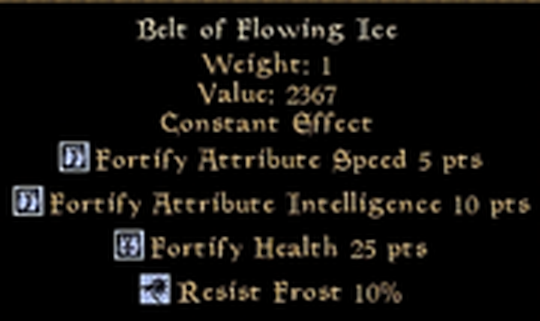 Belt of Flowing Ice
Weight: 1
Value: 2367
Constant Effect
Fortify Attribute Speed 5 pts
Fortify Attribute Intelligence 10 pts
Fortify Health 25 pts
Resist Frost 10%